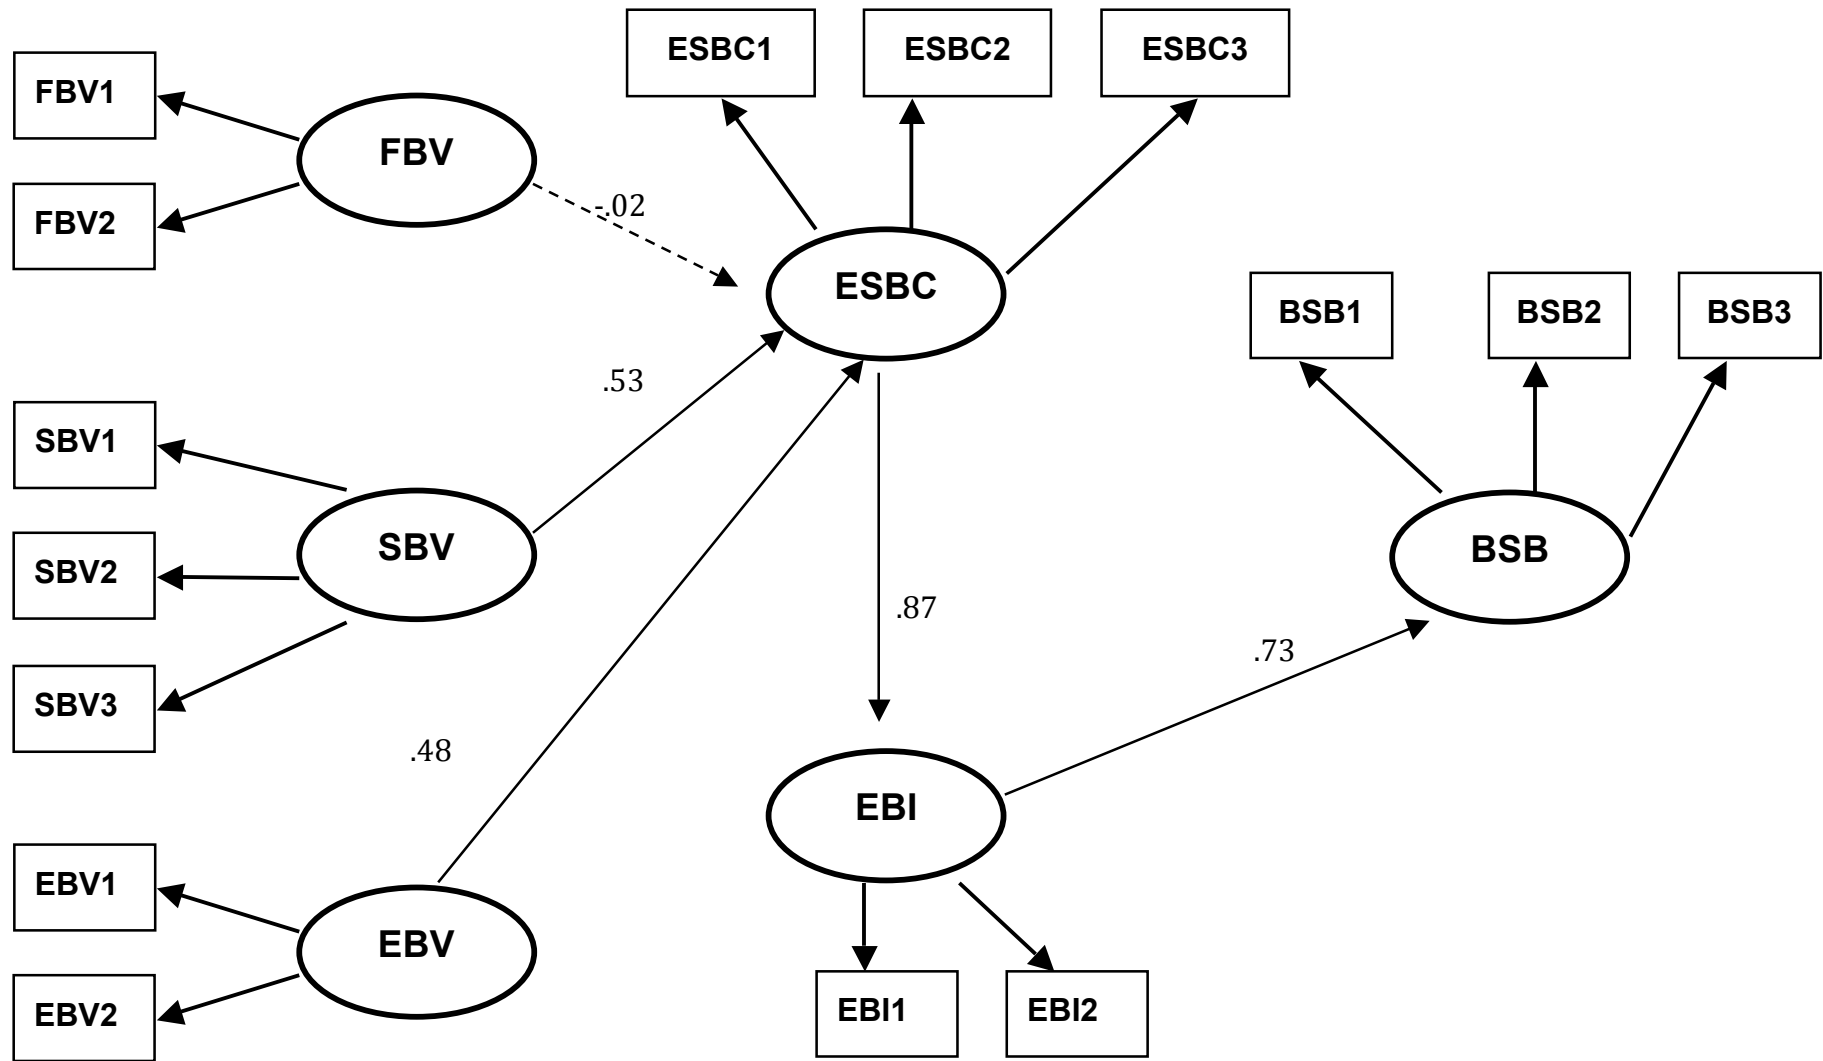 ESBC1
ESBC2
ESBC3
FBV1
FBV
FBV2
-.02
ESBC
BSB1
BSB2
BSB3
.53
SBV1
SBV
BSB
SBV2
.87
.73
SBV3
.48
EBI
EBV1
EBV
EBV2
EBI1
EBI2